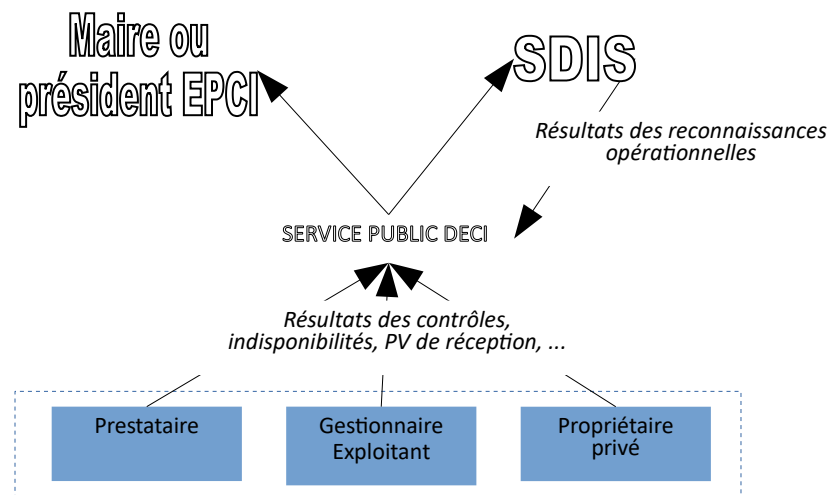 Maire ou
président EPCI
SDIS
Résultats des reconnaissances
opérationnelles
SERVICE PUBLIC DECI
Résultats des contrôles,
indisponibilités, PV de réception, ...
Prestataire
Gestionnaire
Exploitant
Propriétaire
privé